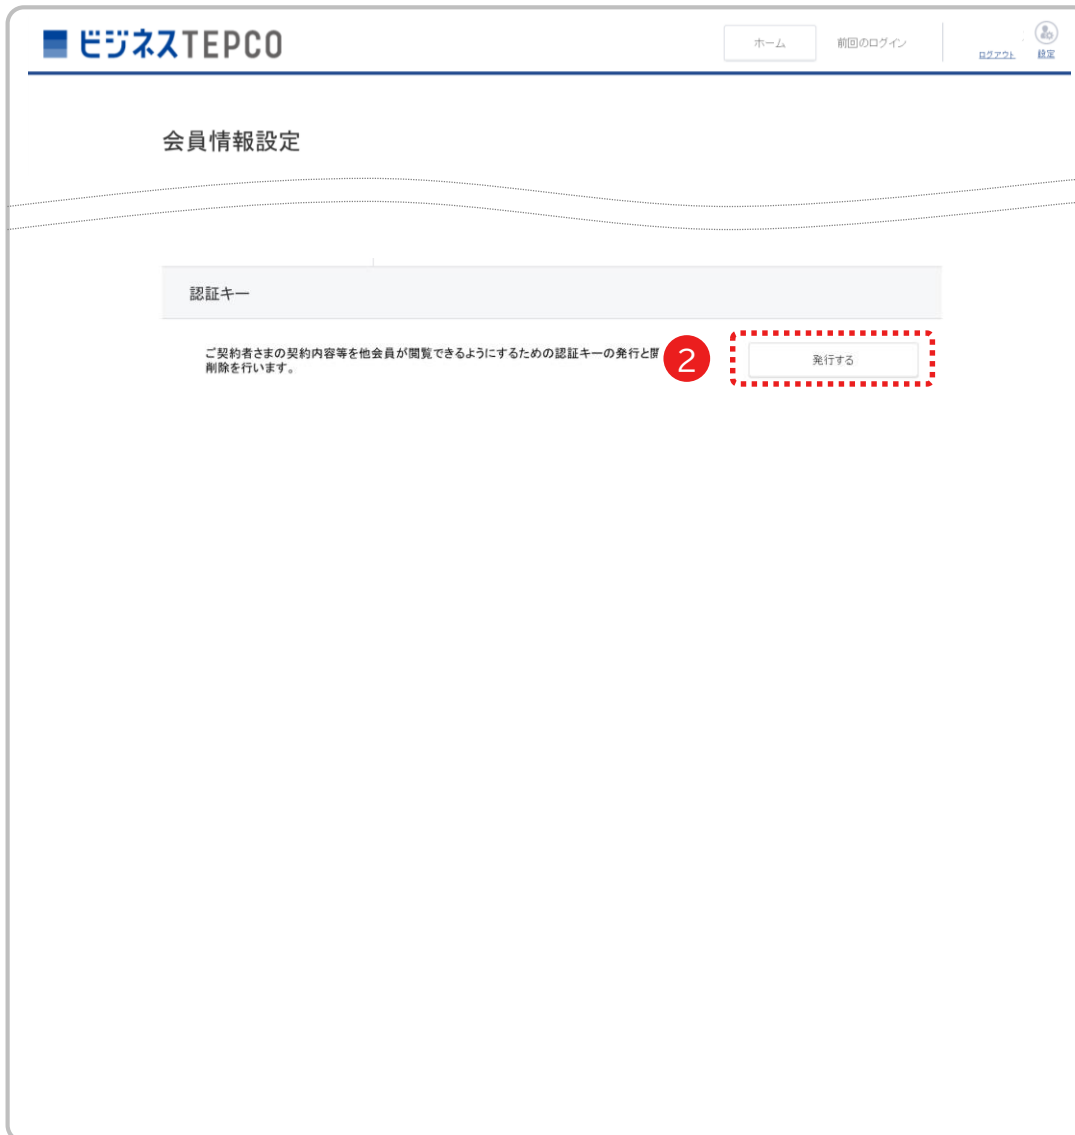 ビジネスTEPCO
ホーム
前回のログイン
ログアウト
設定
会員情報設定
認証キー
ご契約者さまの契約内容等を他会員が閲覧できるようにするための認証キーの発行と
削除を行います。
2
発行する